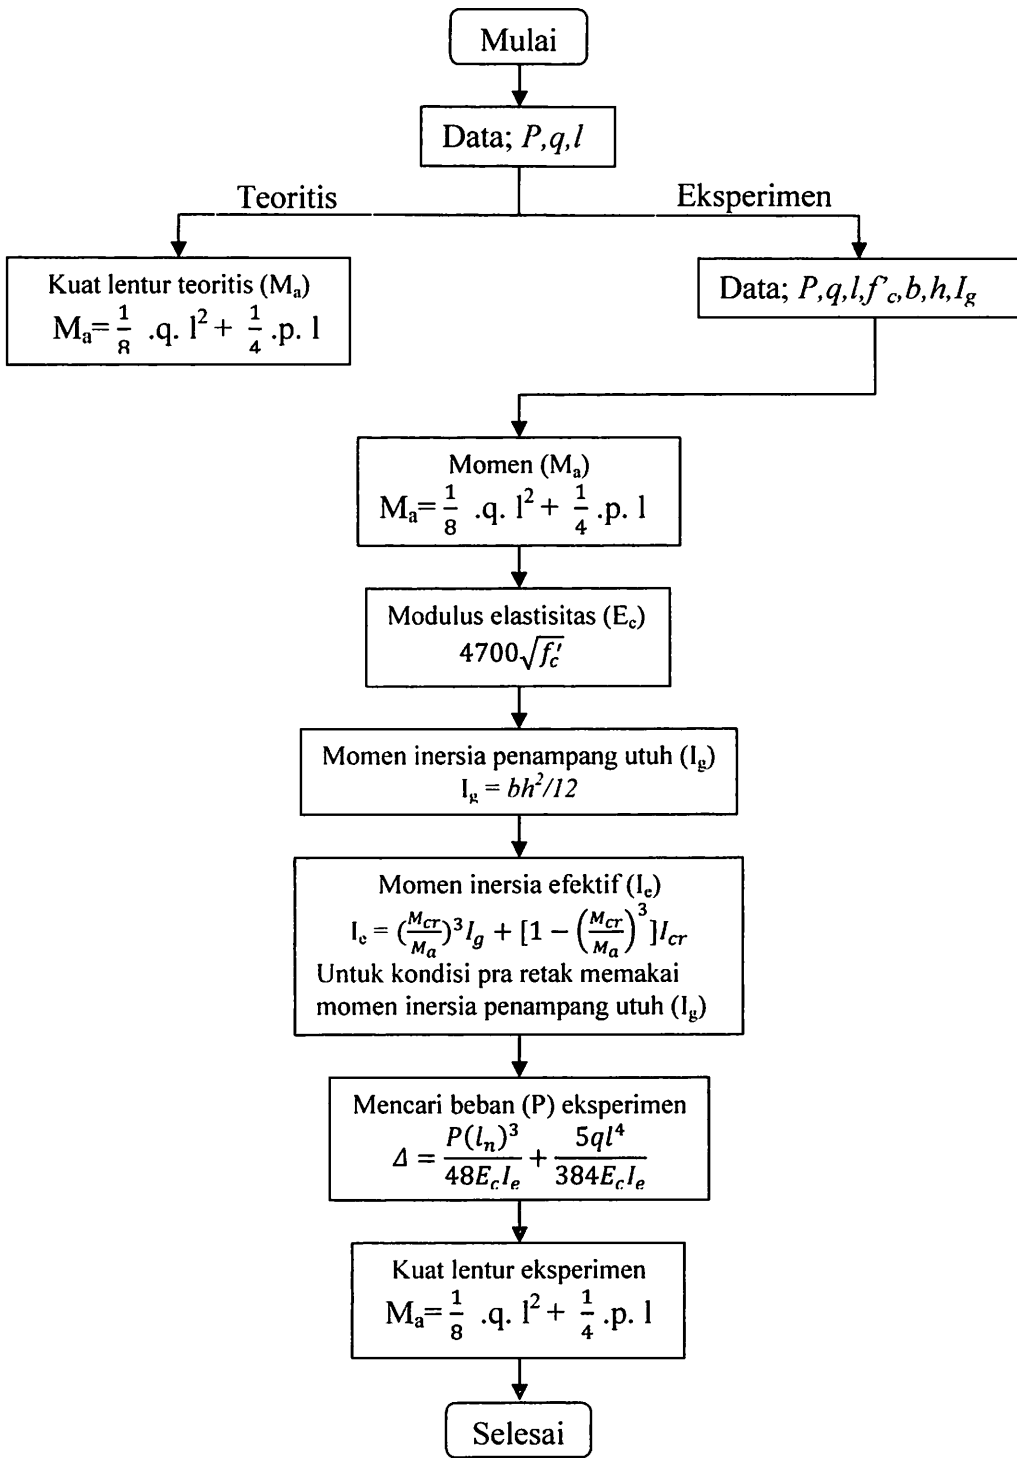 Mulai
Data; P,q,l
Teoritis
Eksperimen
Kuat lentur teoritis (Mₐ)
Mₐ= 1/8 .q. l² + 1/4 .p. l
Data; P,q,l,f'c,b,h,Ig
Momen (Mₐ)
Mₐ= 1/8 .q. l² + 1/4 .p. l
Modulus elastisitas (Ec)
4700√fc′
Momen inersia penampang utuh (Ig)
Ig = bh²/12
Momen inersia efektif (Ie)
Ie = (Mcr/Ma)³Ig + [1 − (Mcr/Ma)³]Icr
Untuk kondisi pra retak memakai
momen inersia penampang utuh (Ig)
Mencari beban (P) eksperimen
Δ = P(ln)³/48EcIe + 5ql⁴/384EcIe
Kuat lentur eksperimen
Mₐ= 1/8 .q. l² + 1/4 .p. l
Selesai